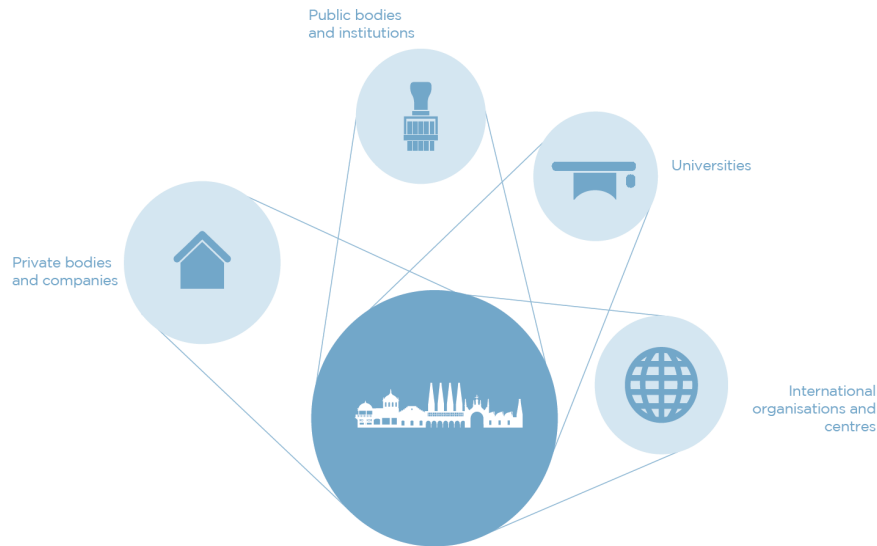 Public bodies
and institutions
Universities
Private bodies
and companies
International
organisations and
centres